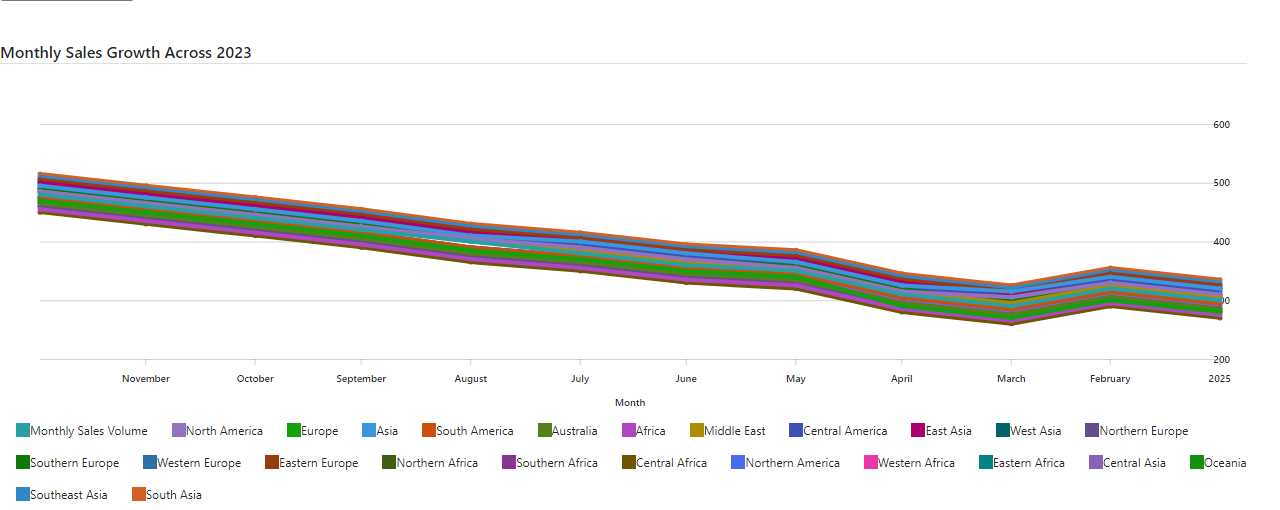 Monthly Sales Growth Across 2023
600
500
400
300
200
November October September August July June May April March February 2025
Month
Monthly Sales Volume North America Europe Asia South America Australia Africa Middle East Central America East Asia West Asia Northern Europe
Southern Europe Western Europe Eastern Europe Northern Africa Southern Africa Central Africa Northern America Western Africa Eastern Africa Central Asia Oceania
Southeast Asia South Asia